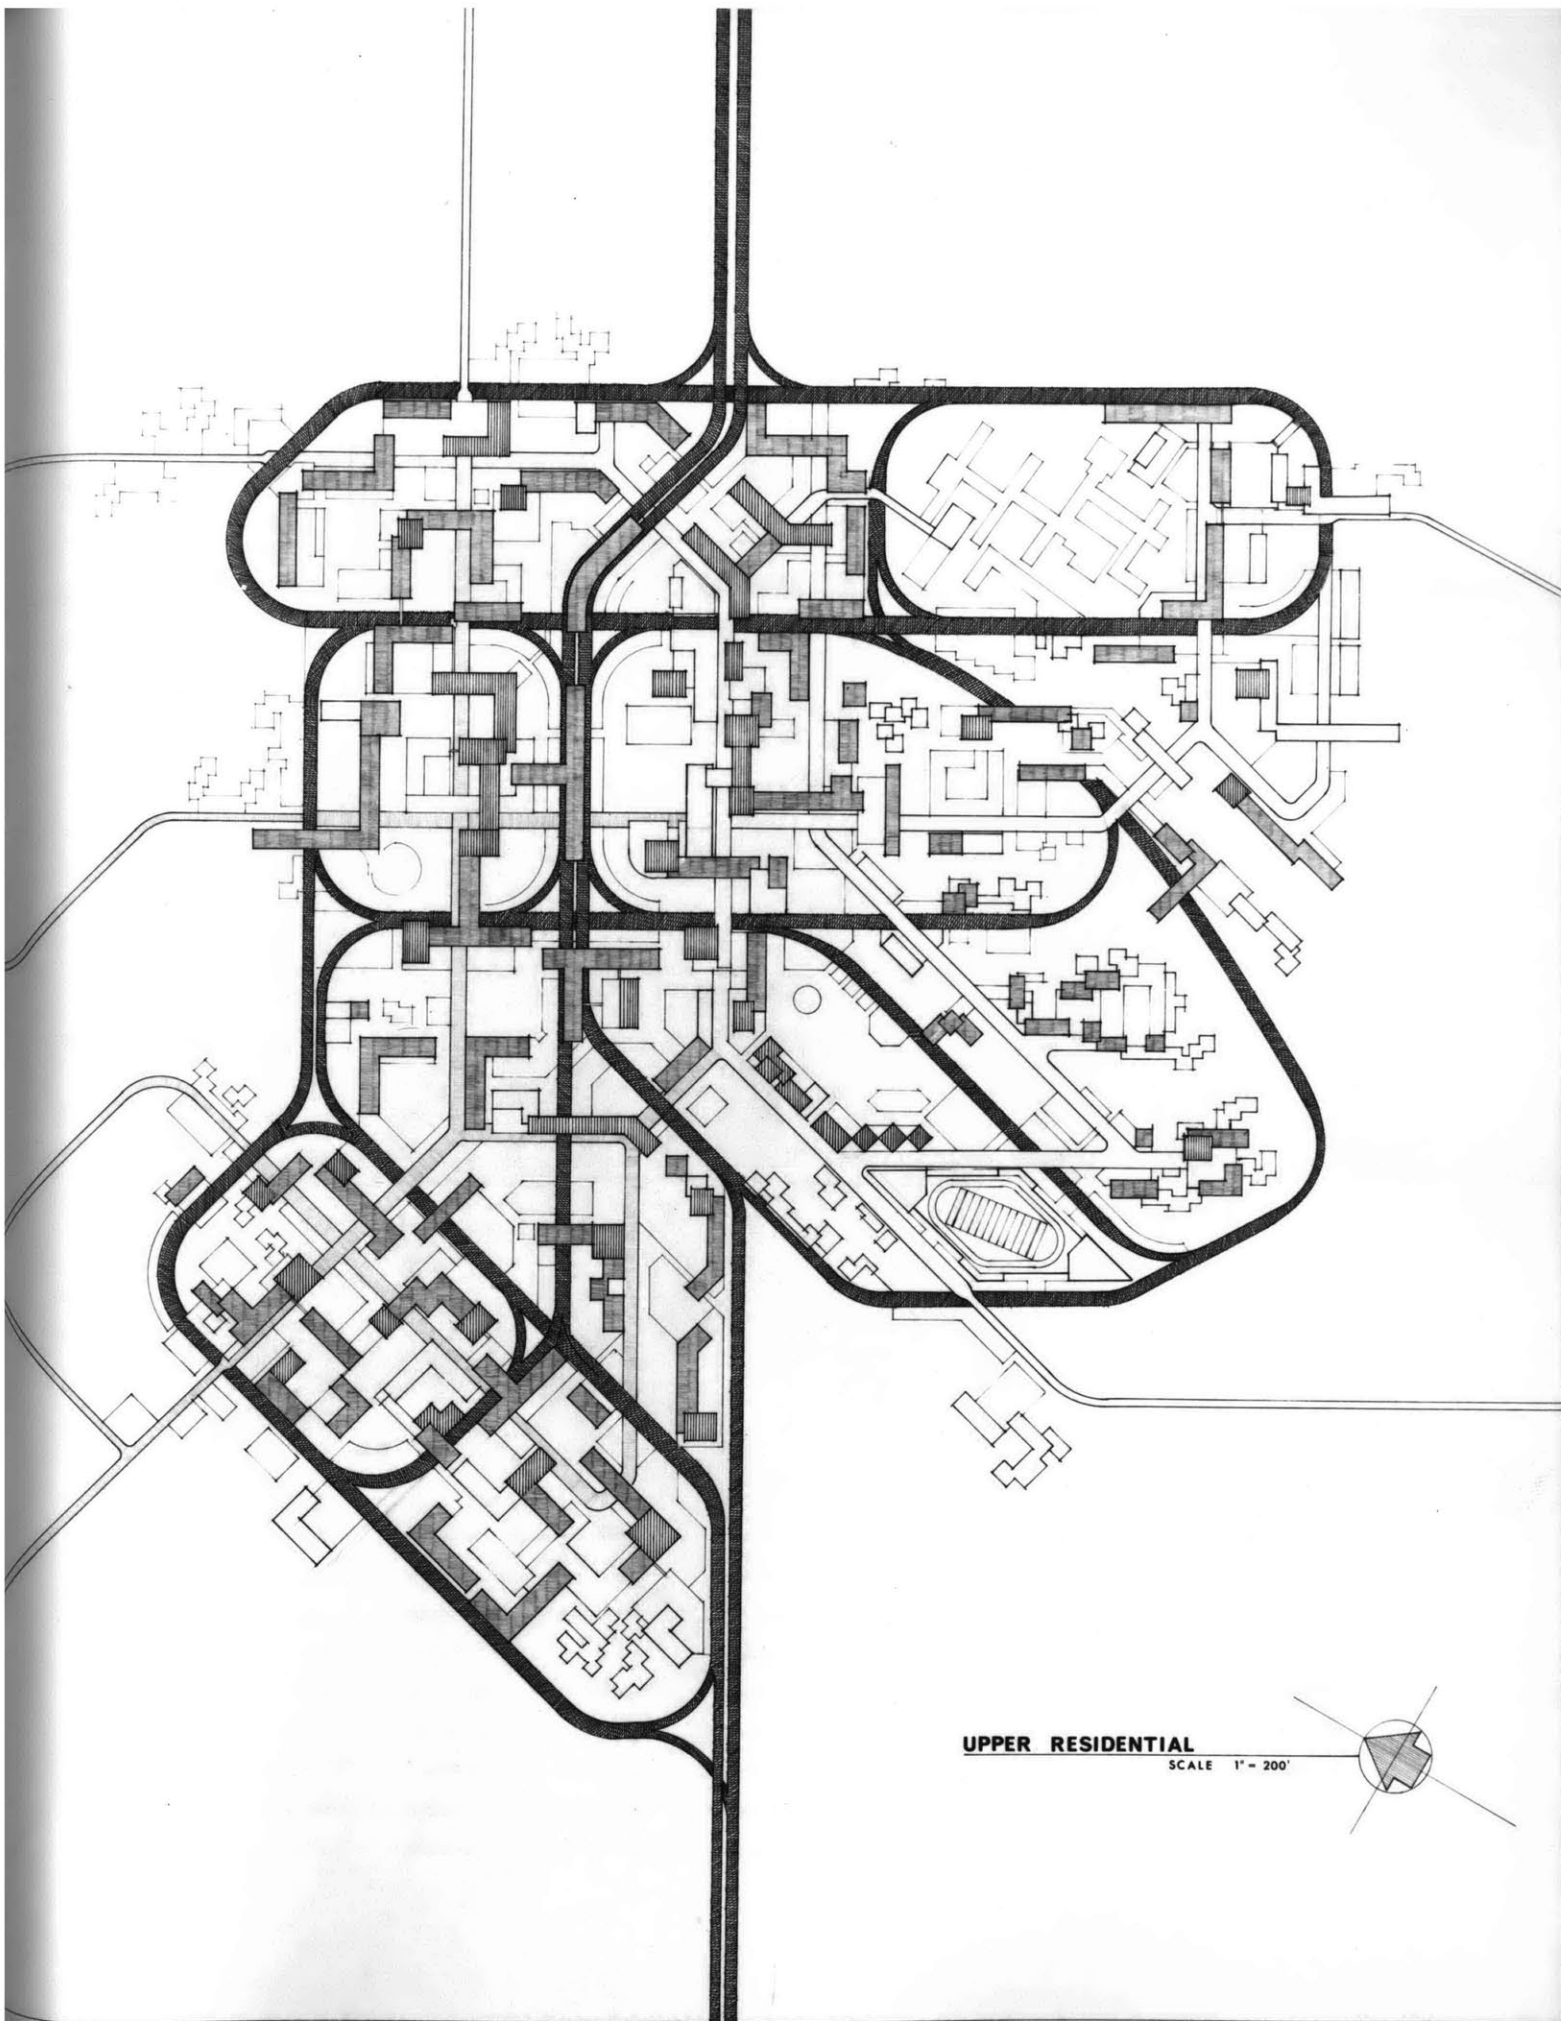 UPPER RESIDENTIAL
SCALE 1" = 200'